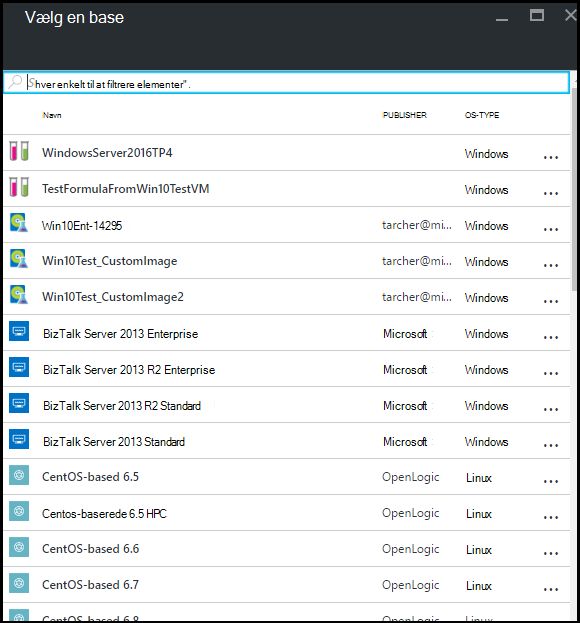 Vælg en base
S hver enkelt til at filtrere elementer" .
Navn PUBLISHER OS-TYPE
WindowsServer2016TP4 Windows ...
TestFormulaFromWin10TestVM Windows ...
Win10Ent-14295 tarcher@mi... Windows ...
Win10Test_CustomImage tarcher@mi... Windows ...
Win10Test_CustomImage2 tarcher@mi... Windows ...
BizTalk Server 2013 Enterprise Microsoft Windows ...
BizTalk Server 2013 R2 Enterprise Microsoft Windows ...
BizTalk Server 2013 R2 Standard Microsoft Windows ...
BizTalk Server 2013 Standard Microsoft Windows ...
CentOS-based 6.5 OpenLogic Linux ...
Centos-baserede 6.5 HPC OpenLogic Linux ...
CentOS-based 6.6 OpenLogic Linux ...
CentOS-based 6.7 OpenLogic Linux ...
CentOS-based 6.8 OpenLogic Linux ...